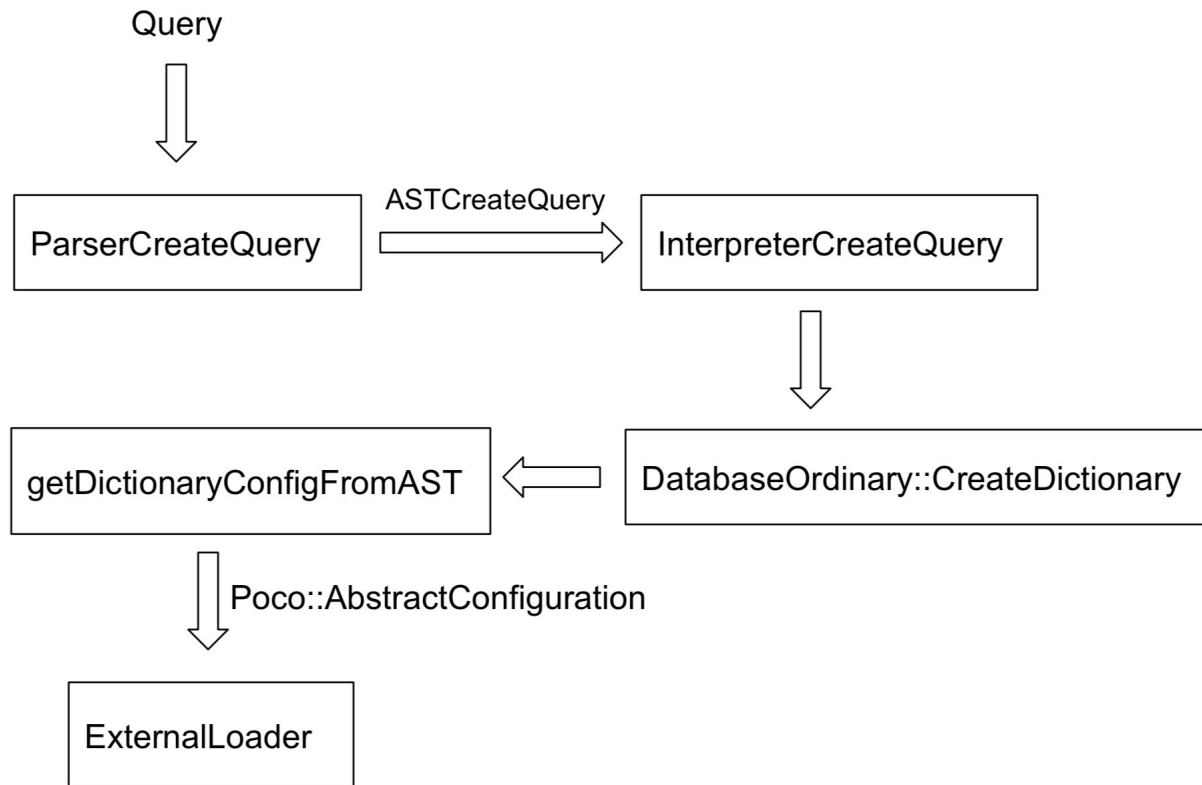 Query
ParserCreateQuery
ASTCreateQuery
InterpreterCreateQuery
getDictionaryConfigFromAST
DatabaseOrdinary::CreateDictionary
Poco::AbstractConfiguration
ExternalLoader